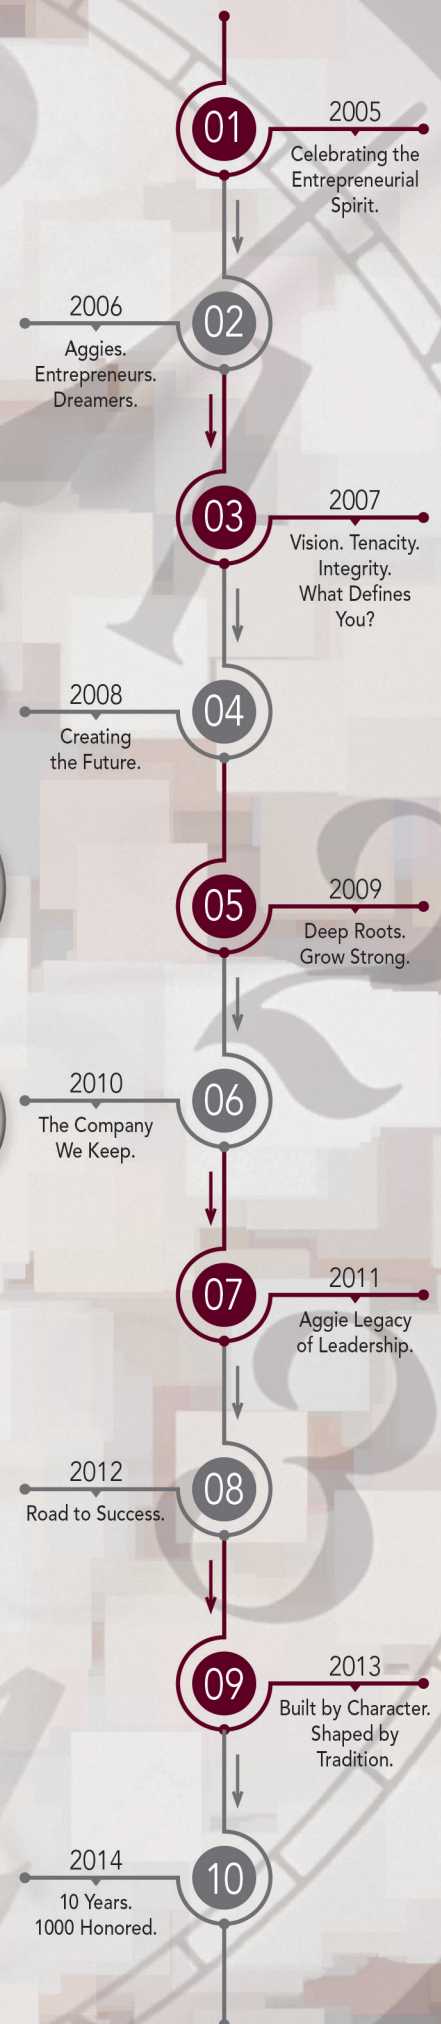 01
2005
Celebrating the
Entrepreneurial
Spirit.
2006
02
Aggies.
Entrepreneurs.
Dreamers.
03
2007
Vision. Tenacity.
Integrity.
What Defines
You?
2008
04
Creating
the Future.
05
2009
Deep Roots.
Grow Strong.
2010
06
The Company
We Keep.
07
2011
Aggie Legacy
of Leadership.
2012
08
Road to Success.
09
2013
Built by Character.
Shaped by
Tradition.
2014
10
10 Years.
1000 Honored.